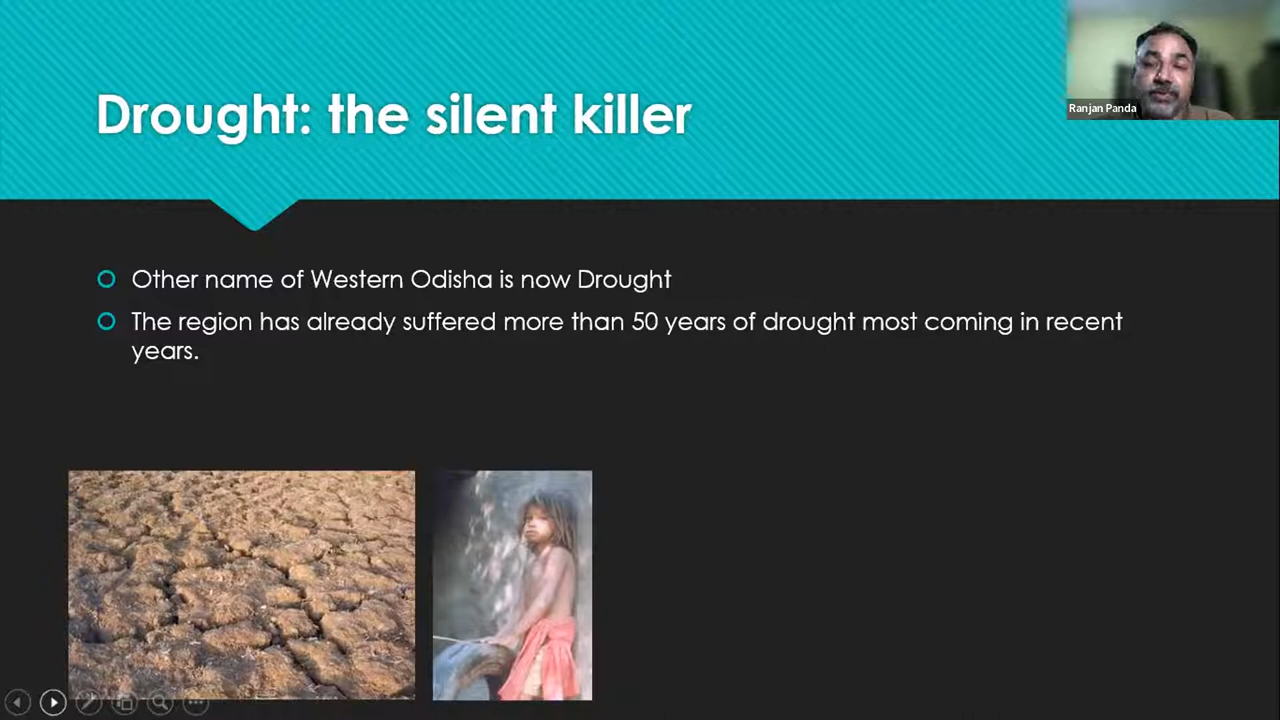 Drought: the silent killer
Ranjan Panda
Other name of Western Odisha is now Drought
The region has already suffered more than 50 years of drought most coming in recent
years.